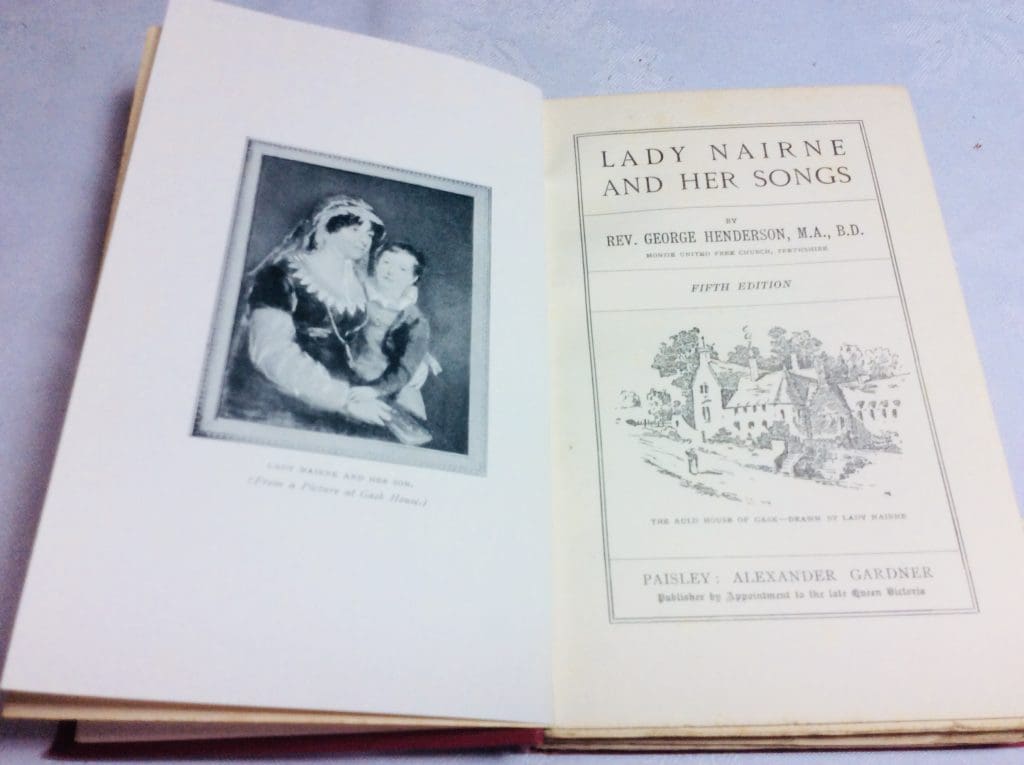 LADY NAIRNE AND HER SON.
(From a Picture at Gask House.)
LADY NAIRNE
AND HER SONGS
BY
REV. GEORGE HENDERSON, M.A., B.D.
MONZIE UNITED FREE CHURCH, PERTHSHIRE
FIFTH EDITION
THE AULD HOUSE OF GASK—DRAWN BY LADY NAIRNE
PAISLEY: ALEXANDER GARDNER
Publisher by Appointment to the late Queen Victoria